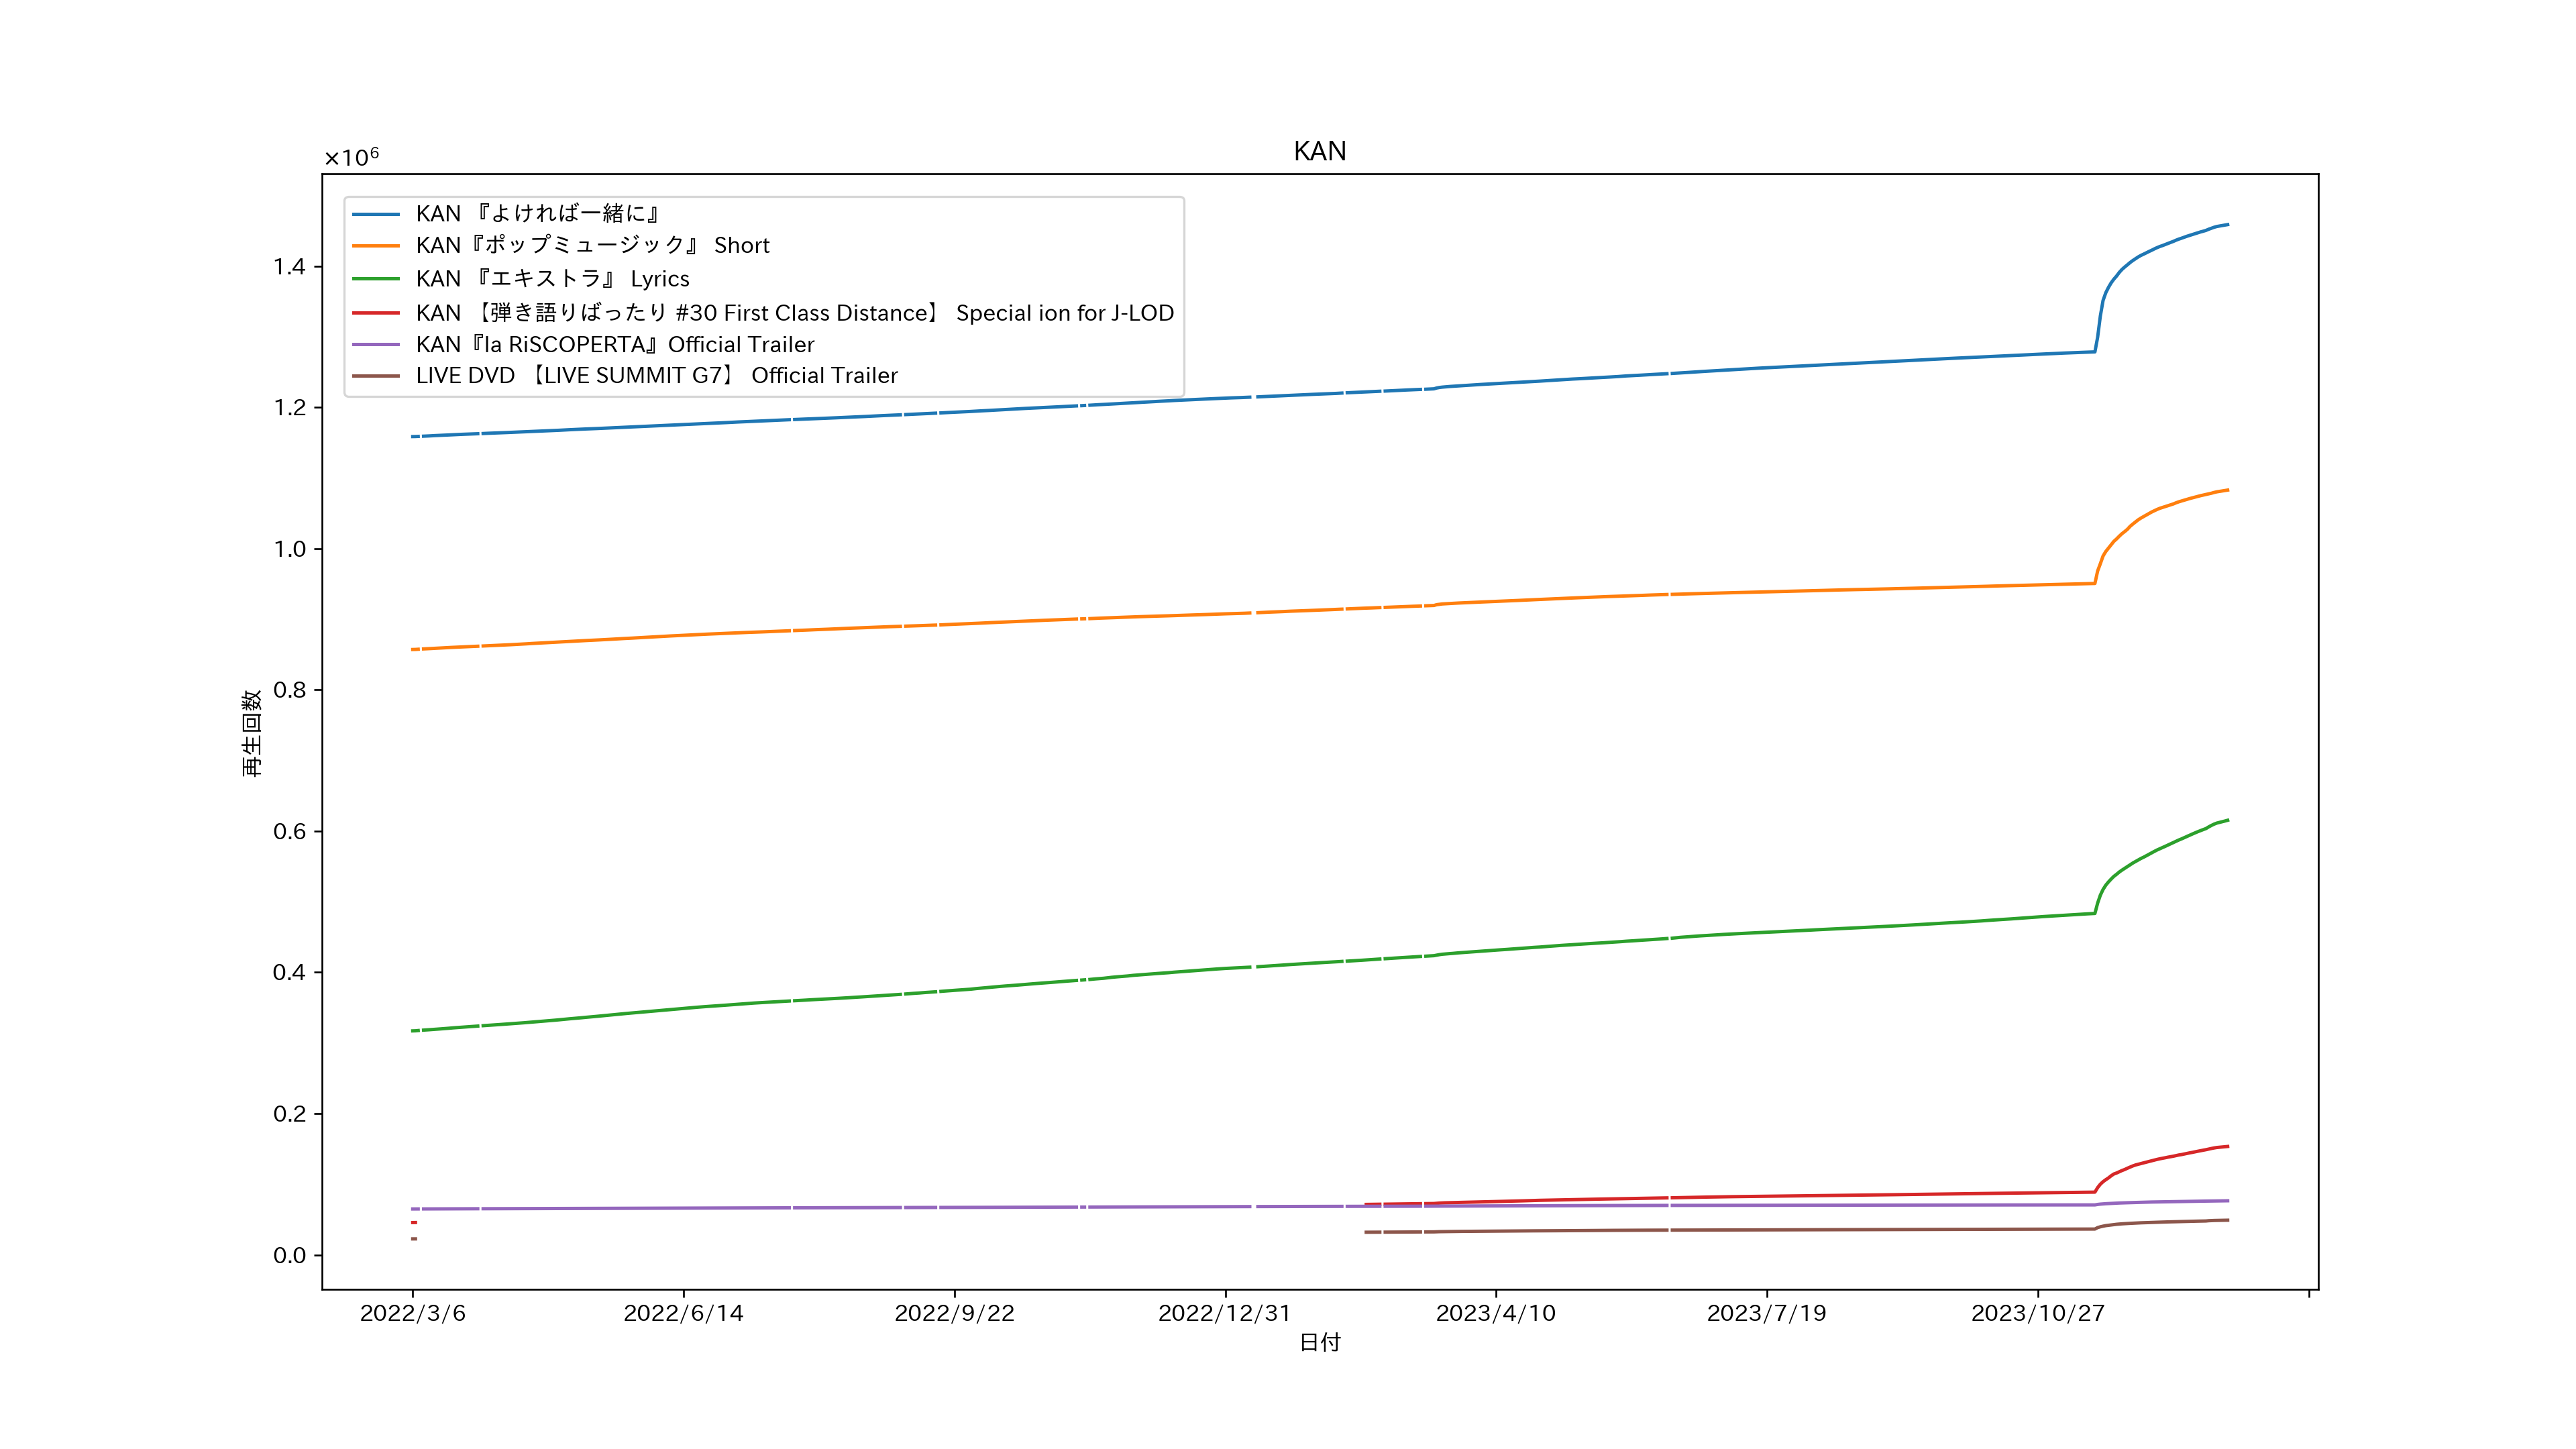 KAN
×10⁶
KAN 『よければ一緒に』
KAN『ポップミュージック』 Short
KAN 『エキストラ』 Lyrics
KAN 【弾き語りばったり #30 First Class Distance】 Special ion for J-LOD
KAN『la RiSCOPERTA』Official Trailer
LIVE DVD 【LIVE SUMMIT G7】 Official Trailer
1.4
1.2
1.0
0.8
0.6
0.4
0.2
0.0
再生回数
2022/3/6 2022/6/14 2022/9/22 2022/12/31 2023/4/10 2023/7/19 2023/10/27
日付